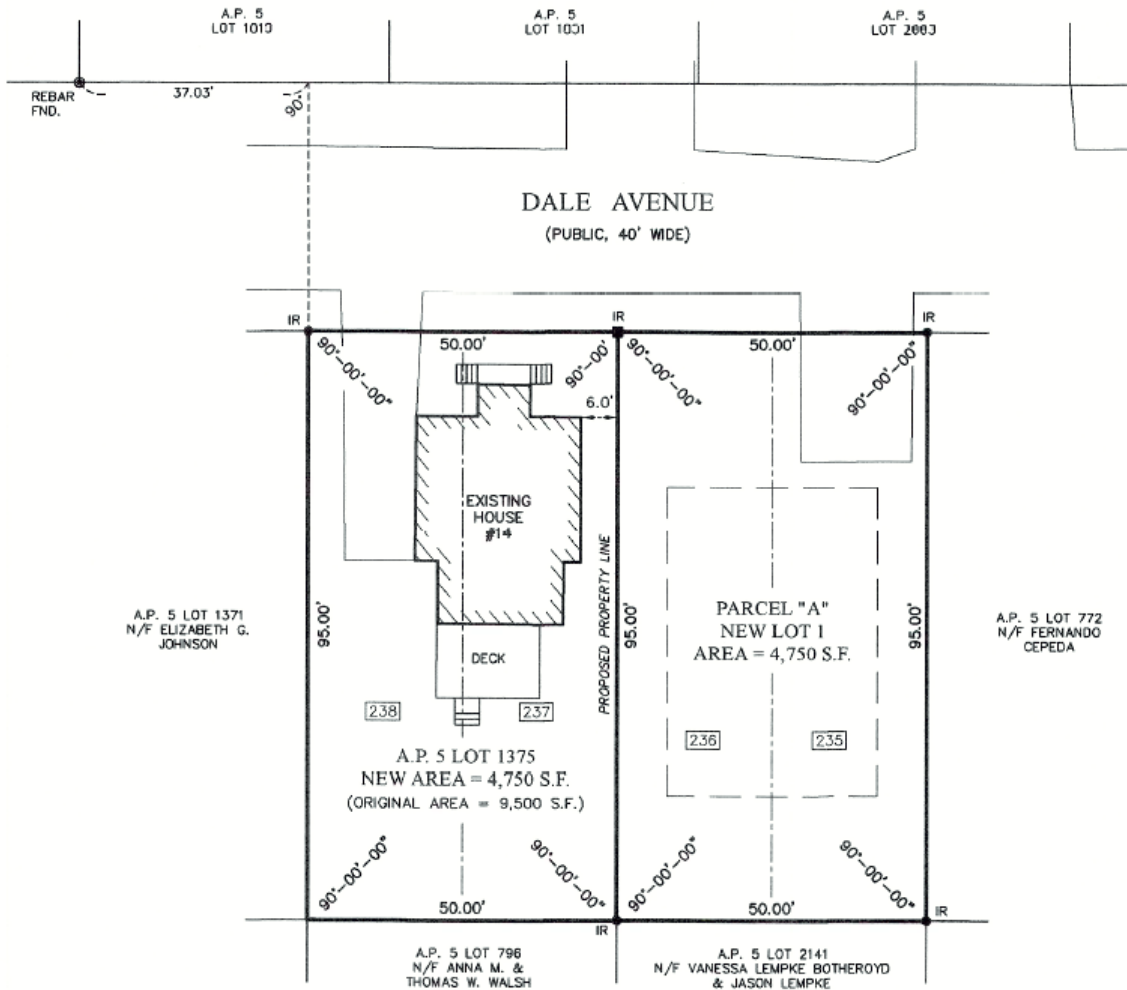 A.P. 5
LOT 1013
A.P. 5
LOT 1001
A.P. 5
LOT 2003
REBAR
FND.
37.03'
90°
DALE AVENUE
(PUBLIC, 40' WIDE)
IR
IR
IR
50.00'
50.00'
90°-00'-00"
90°-00'
90°-00'-00"
90°-00'-00"
6.0'
EXISTING
HOUSE
#14
DECK
PROPOSED PROPERTY LINE
95.00'
95.00'
95.00'
A.P. 5 LOT 1371
N/F ELIZABETH G.
JOHNSON
PARCEL "A"
NEW LOT 1
AREA = 4,750 S.F.
A.P. 5 LOT 772
N/F FERNANDO
CEPEDA
238
237
236
235
A.P. 5 LOT 1375
NEW AREA = 4,750 S.F.
(ORIGINAL AREA = 9,500 S.F.)
90°-00'-00"
90°-00'-00"
90°-00'-00"
90°-00'-00"
50.00'
50.00'
IR
IR
A.P. 5 LOT 796
N/F ANNA M. &
THOMAS W. WALSH
A.P. 5 LOT 2141
N/F VANESSA LEMPKE BOTHEROYD
& JASON LEMPKE